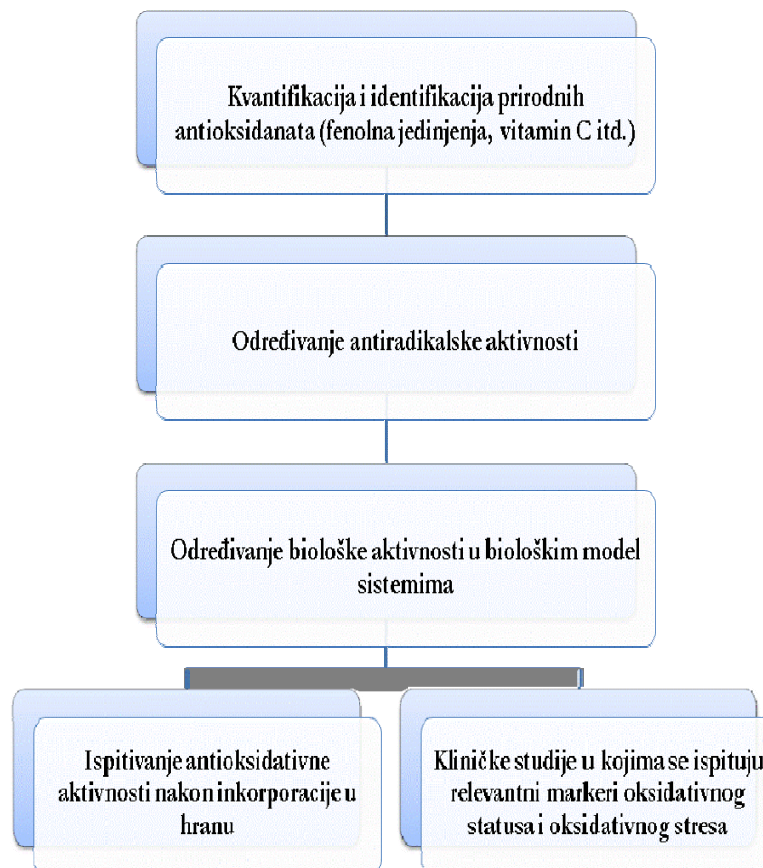 Kvantifikacija i identifikacija prirodnih
antioksidanata (fenolna jedinjenja, vitamin C itd.)
Određivanje antiradikalske aktivnosti
Određivanje biološke aktivnosti u biološkim model
sistemima
Ispitivanje antioksidativne
aktivnosti nakon inkorporacije u
hranu
Kliničke studije u kojima se ispituju
relevantni markeri oksidativnog
statusa i oksidativnog stresa